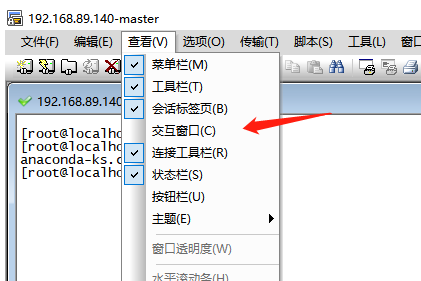 192.168.89.140-master
文件(F) 编辑(E) 查看(V) 选项(O) 传输(T) 脚本(S) 工具(L) 窗口
菜单栏(M)
工具栏(T)
192.168.89.140 会话标签页(B)
交互窗口(C)
[root@localho 连接工具栏(R)
[root@localho
anaconda-ks.c 状态栏(S)
[root@localho
按钮栏(U)
主题(E)
窗口透明度(W)
水平滚动条(H)